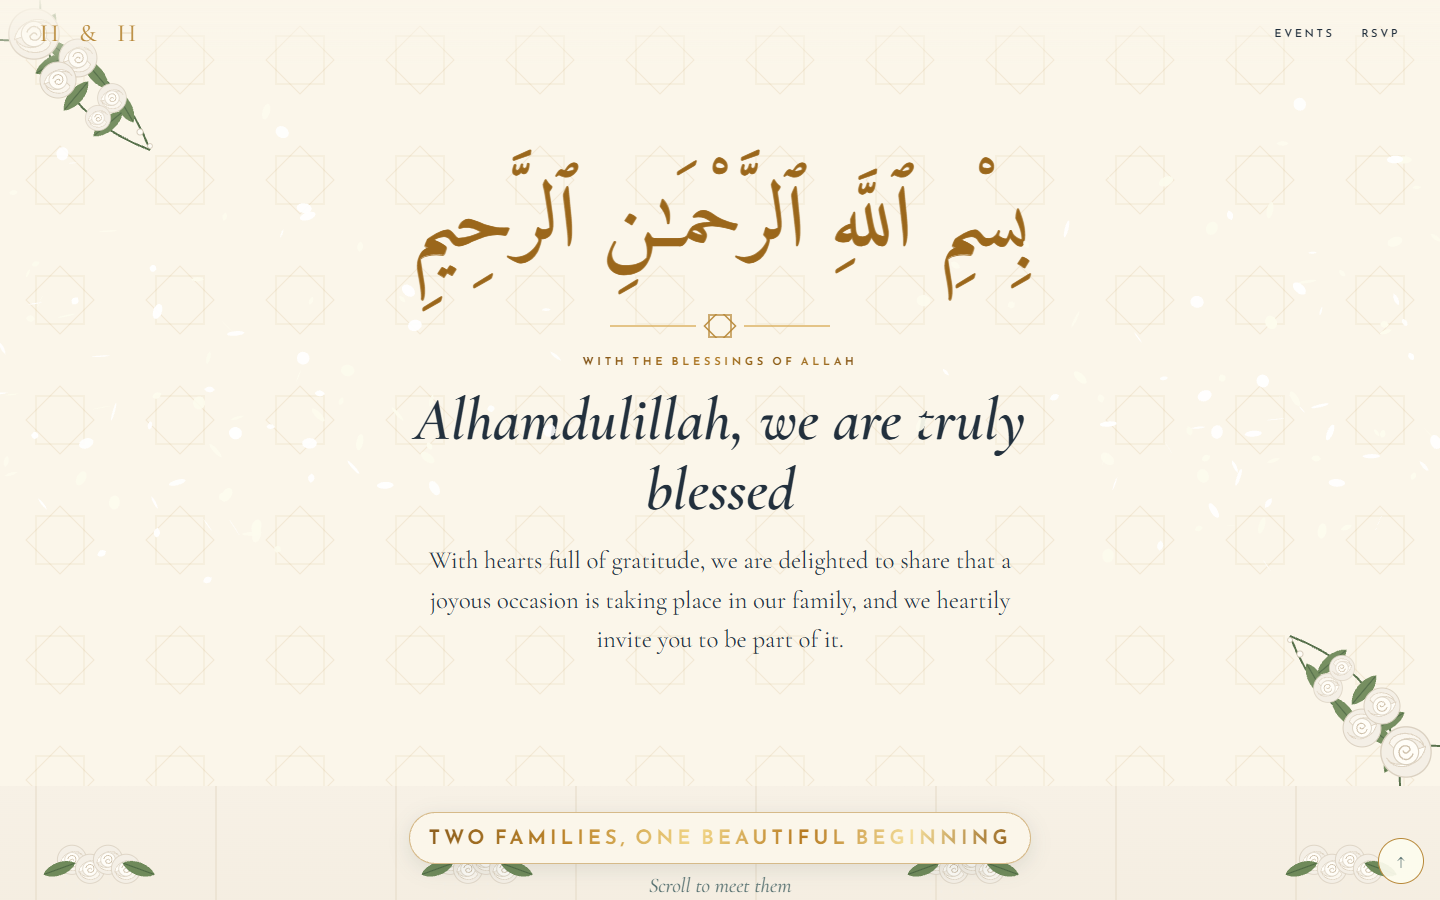 H & H
EVENTS RSVP
بِسْمِ ٱللَّهِ ٱلرَّحْمَـٰنِ ٱلرَّحِيمِ
WITH THE BLESSINGS OF ALLAH
Alhamdulillah, we are truly
blessed
With hearts full of gratitude, we are delighted to share that a
joyous occasion is taking place in our family, and we heartily
invite you to be part of it.
TWO FAMILIES, ONE BEAUTIFUL BEGINNING
Scroll to meet them
↑